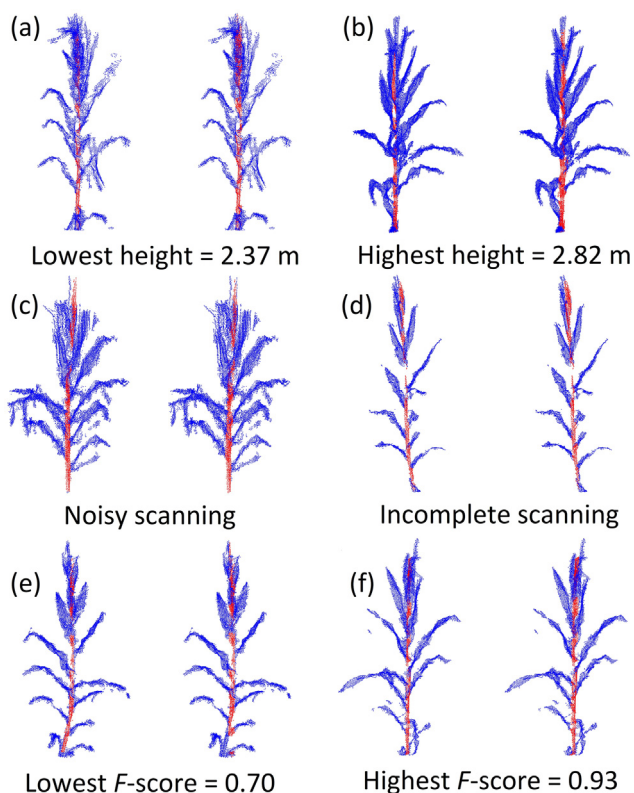 (a)
(b)
Lowest height = 2.37 m
Highest height = 2.82 m
(c)
(d)
Noisy scanning
Incomplete scanning
(e)
(f)
Lowest F-score = 0.70
Highest F-score = 0.93